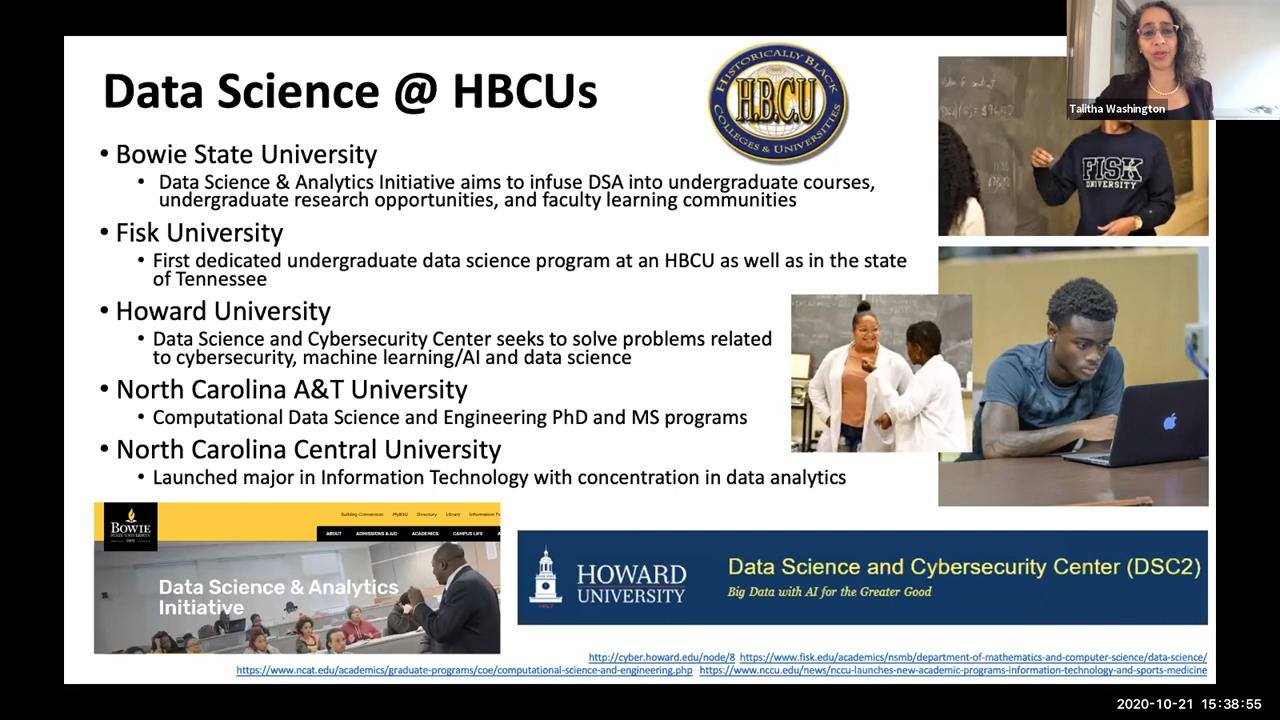 Data Science @ HBCUs
HISTORICALLY BLACK
H.B.C.U
COLLEGES & UNIVERSITIES
Talitha Washington
FISK
UNIVERSITY
• Bowie State University
• Data Science & Analytics Initiative aims to infuse DSA into undergraduate courses,
undergraduate research opportunities, and faculty learning communities
• Fisk University
• First dedicated undergraduate data science program at an HBCU as well as in the state
of Tennessee
• Howard University
• Data Science and Cybersecurity Center seeks to solve problems related
to cybersecurity, machine learning/AI and data science
• North Carolina A&T University
• Computational Data Science and Engineering PhD and MS programs
• North Carolina Central University
• Launched major in Information Technology with concentration in data analytics
BOWIE
STATE UNIVERSITY
Building Connection MyBSU Directory Library
ABOUT ADMISSIONS & AID ACADEMICS CAMPUS LIFE
Data Science & Analytics
Initiative
HOWARD
UNIVERSITY
1867
Data Science and Cybersecurity Center (DSC2)
Big Data with AI for the Greater Good
http://cyber.howard.edu/node/8 https://www.fisk.edu/academics/nsmb/department-of-mathematics-and-computer-science/data-science/
https://www.ncat.edu/academics/graduate-programs/coe/computational-science-and-engineering.php https://www.nccu.edu/news/nccu-launches-new-academic-programs-information-technology-and-sports-medicine
2020-10-21 15:38:55